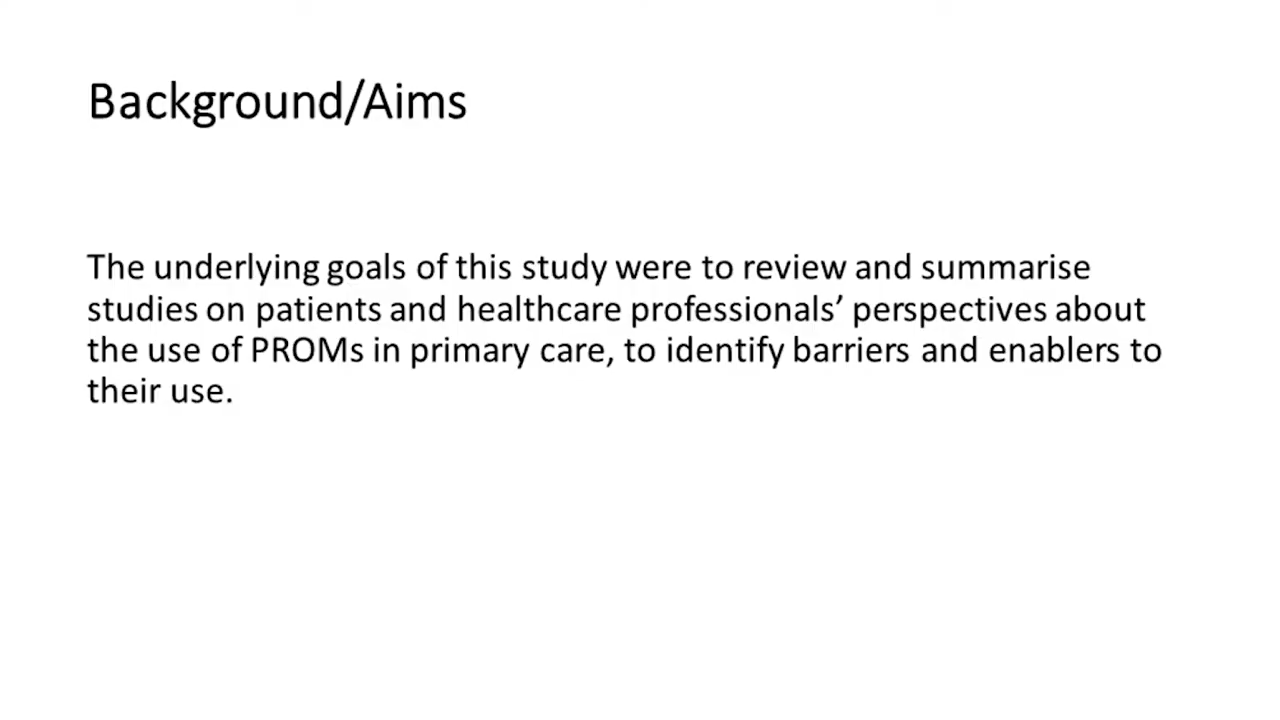 Background/Aims
The underlying goals of this study were to review and summarise
studies on patients and healthcare professionals’ perspectives about
the use of PROMs in primary care, to identify barriers and enablers to
their use.